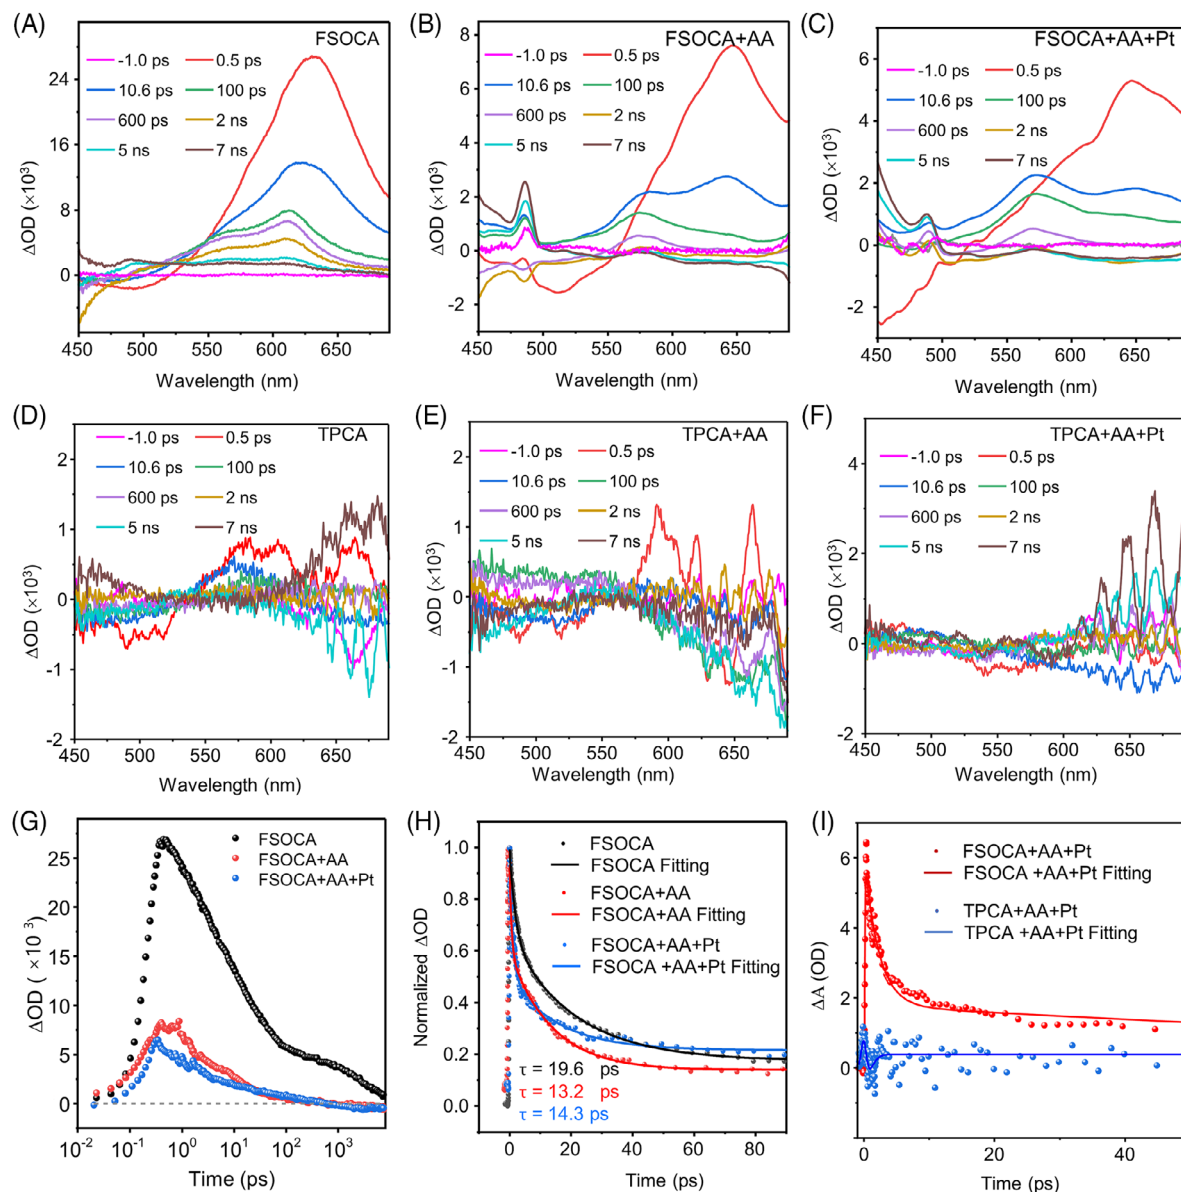 (A)
FSOCA
-1.0 ps 0.5 ps
10.6 ps 100 ps
600 ps 2 ns
5 ns 7 ns
ΔOD (×10³)
24
16
8
0
450 500 550 600 650
Wavelength (nm)
(B)
FSOCA+AA
-1.0 ps 0.5 ps
10.6 ps 100 ps
600 ps 2 ns
5 ns 7 ns
ΔOD (×10³)
8
6
4
2
0
-2
450 500 550 600 650
Wavelength (nm)
(C)
FSOCA+AA+Pt
-1.0 ps 0.5 ps
10.6 ps 100 ps
600 ps 2 ns
5 ns 7 ns
ΔOD (×10³)
6
4
2
0
-2
450 500 550 600 650
Wavelength (nm)
(D)
TPCA
-1.0 ps 0.5 ps
10.6 ps 100 ps
600 ps 2 ns
5 ns 7 ns
ΔOD (×10³)
2
1
0
-1
-2
450 500 550 600 650
Wavelength (nm)
(E)
TPCA+AA
-1.0 ps 0.5 ps
10.6 ps 100 ps
600 ps 2 ns
5 ns 7 ns
ΔOD (×10³)
2
1
0
-1
-2
450 500 550 600 650
Wavelength (nm)
(F)
TPCA+AA+Pt
-1.0 ps 0.5 ps
10.6 ps 100 ps
600 ps 2 ns
5 ns 7 ns
ΔOD (×10³)
4
2
0
-2
450 500 550 600 650
Wavelength (nm)
(G)
FSOCA
FSOCA+AA
FSOCA+AA+Pt
ΔOD ( ×10 3)
25
20
15
10
5
0
10⁻² 10⁻¹ 10⁰ 10¹ 10² 10³
Time (ps)
(H)
FSOCA
FSOCA Fitting
FSOCA+AA
FSOCA+AA Fitting
FSOCA+AA+Pt
FSOCA +AA+Pt Fitting
Normalized ΔOD
1.0
0.8
0.6
0.4
0.2
0.0
τ = 19.6 ps
τ = 13.2 ps
τ = 14.3 ps
0 20 40 60 80
Time (ps)
(I)
FSOCA+AA+Pt
FSOCA +AA+Pt Fitting
TPCA+AA+Pt
TPCA +AA+Pt Fitting
ΔA (OD)
6
4
2
0
-2
0 20 40
Time (ps)